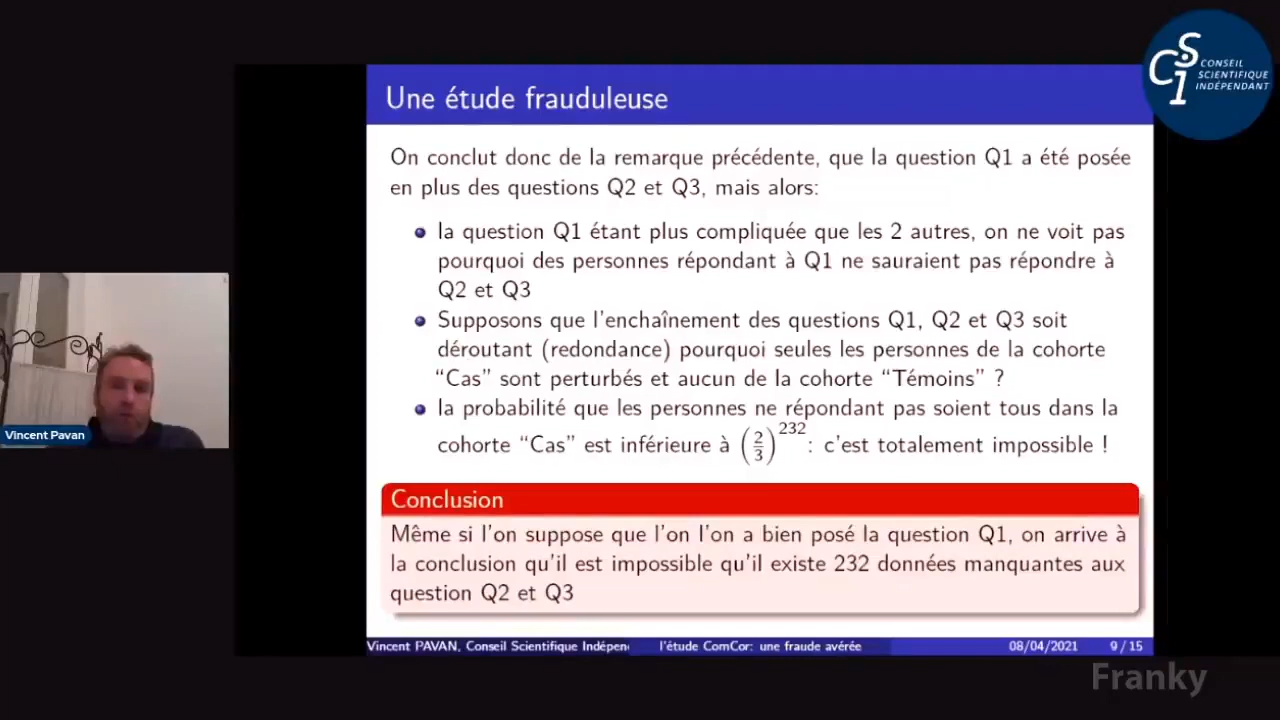 CSI
CONSEIL
SCIENTIFIQUE
INDÉPENDANT
Une étude frauduleuse
On conclut donc de la remarque précédente, que la question Q1 a été posée
en plus des questions Q2 et Q3, mais alors:
la question Q1 étant plus compliquée que les 2 autres, on ne voit pas
pourquoi des personnes répondant à Q1 ne sauraient pas répondre à
Q2 et Q3
Supposons que l'enchaînement des questions Q1, Q2 et Q3 soit
déroutant (redondance) pourquoi seules les personnes de la cohorte
“Cas” sont perturbés et aucun de la cohorte “Témoins” ?
la probabilité que les personnes ne répondant pas soient tous dans la
cohorte “Cas” est inférieure à (2/3)^232: c'est totalement impossible !
Vincent Pavan
Conclusion
Même si l'on suppose que l'on l'on a bien posé la question Q1, on arrive à
la conclusion qu'il est impossible qu'il existe 232 données manquantes aux
question Q2 et Q3
Vincent PAVAN, Conseil Scientifique Indépen
l'étude ComCor: une fraude avérée
08/04/2021
9 / 15
Franky